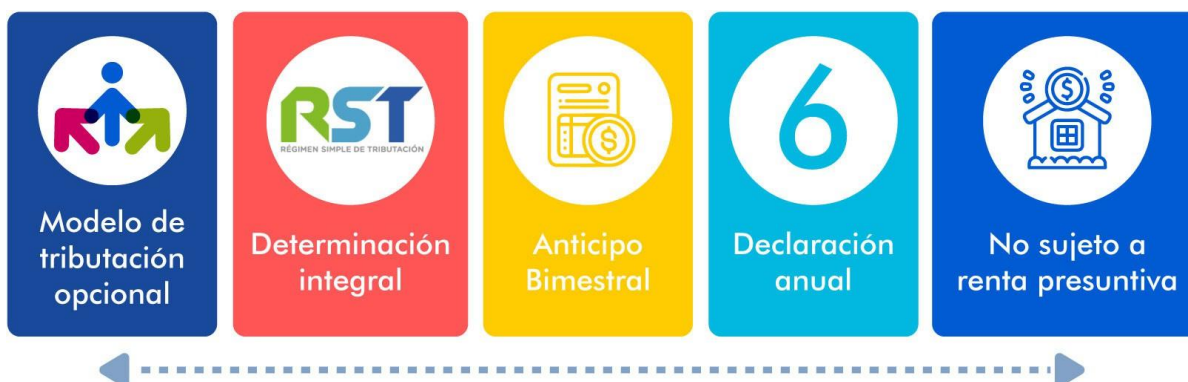 Modelo de
tributación
opcional
RST
RÉGIMEN SIMPLE DE TRIBUTACIÓN
Determinación
integral
Anticipo
Bimestral
6
Declaración
anual
No sujeto a
renta presuntiva